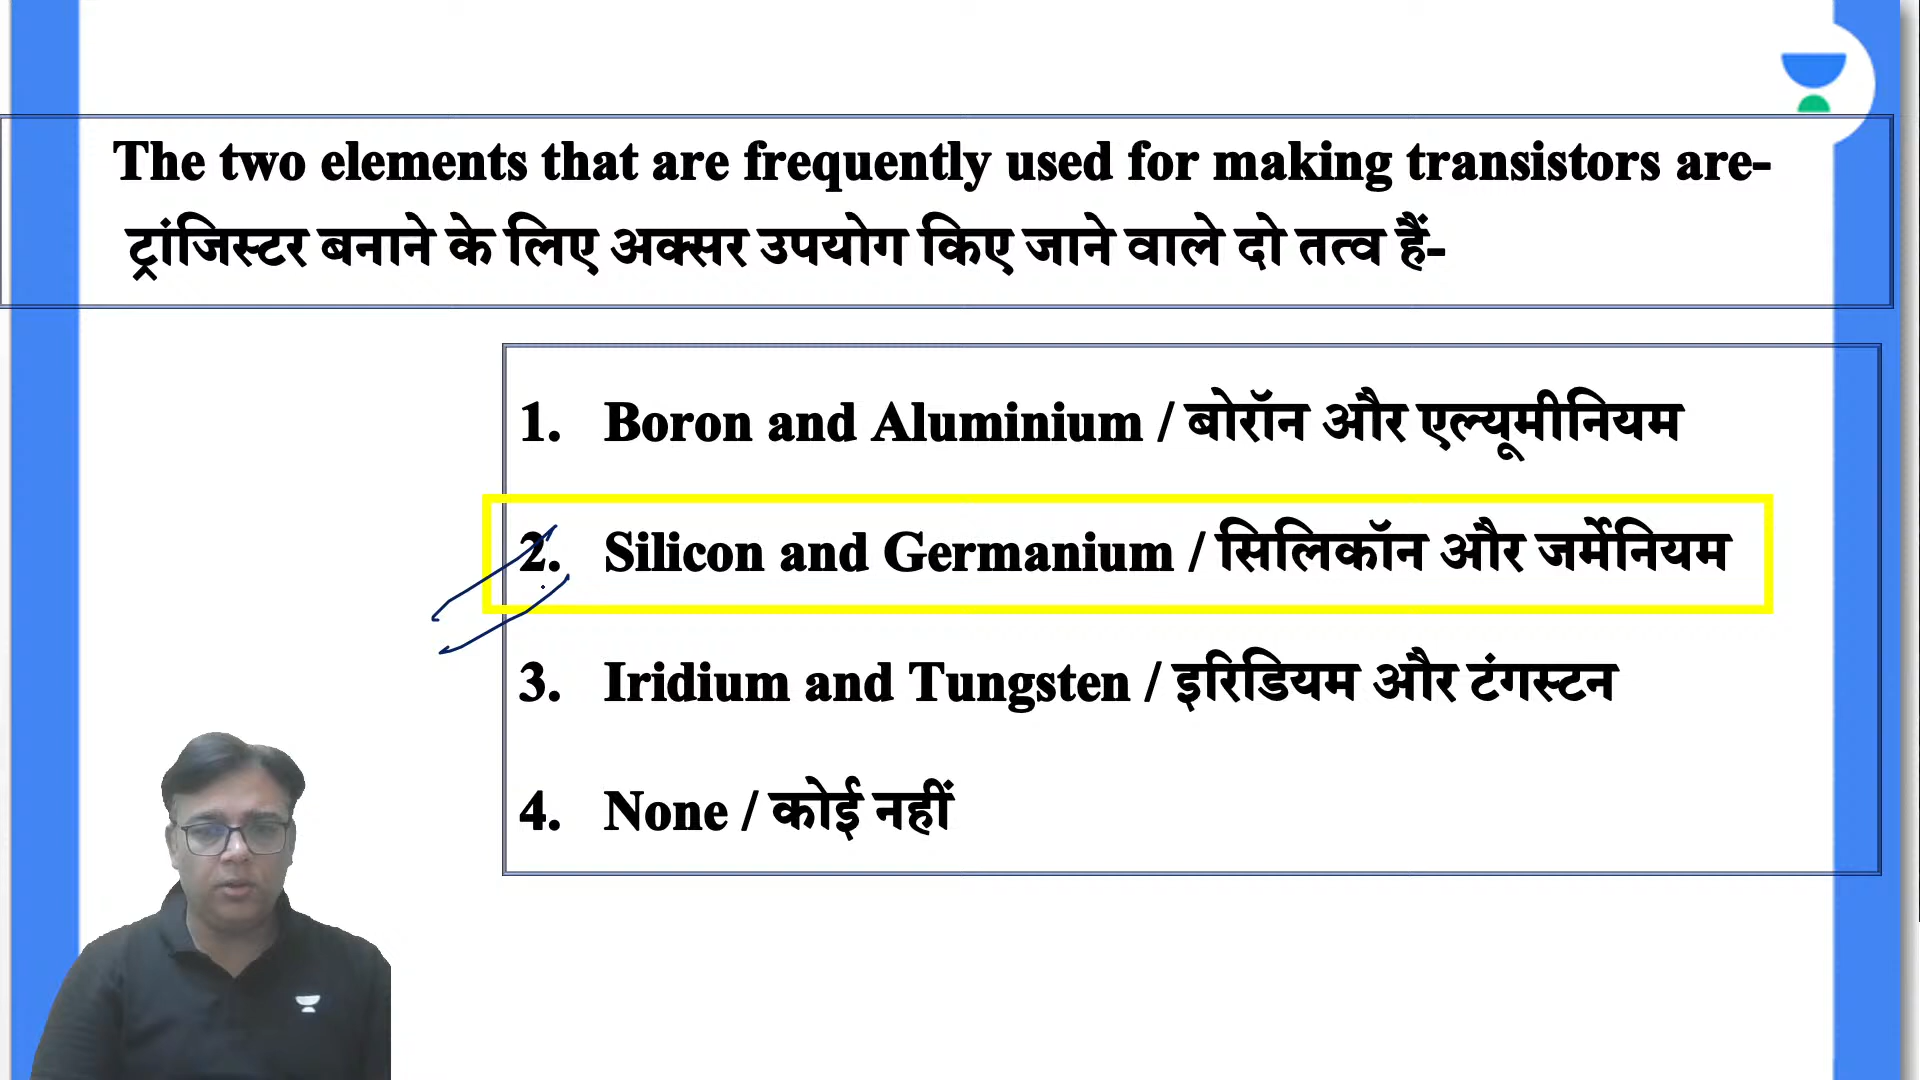 The two elements that are frequently used for making transistors are-
ट्रांजिस्टर बनाने के लिए अक्सर उपयोग किए जाने वाले दो तत्व हैं-
1. Boron and Aluminium / बोरॉन और एल्यूमीनियम
2. Silicon and Germanium / सिलिकॉन और जर्मेनियम
3. Iridium and Tungsten / इरिडियम और टंगस्टन
4. None / कोई नहीं